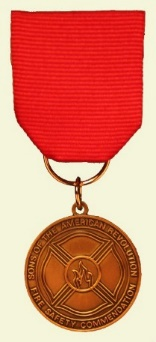 SONS OF THE AMERICAN REVOLUTION
FIRE SAFETY COMMENDATION